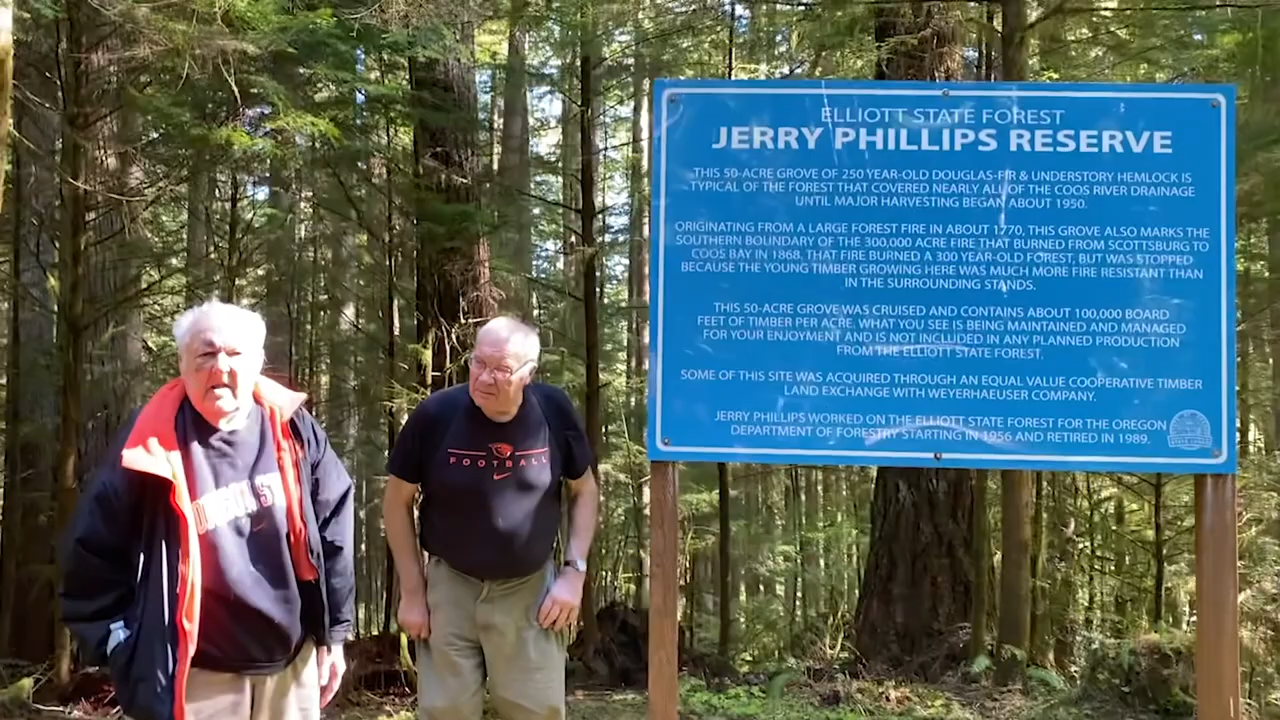 ELLIOTT STATE FOREST
JERRY PHILLIPS RESERVE
THIS 50-ACRE GROVE OF 250 YEAR-OLD DOUGLAS-FIR & UNDERSTORY HEMLOCK IS
TYPICAL OF THE FOREST THAT COVERED NEARLY ALL OF THE COOS RIVER DRAINAGE
UNTIL MAJOR HARVESTING BEGAN ABOUT 1950.
ORIGINATING FROM A LARGE FOREST FIRE IN ABOUT 1770, THIS GROVE ALSO MARKS THE
SOUTHERN BOUNDARY OF THE 300,000 ACRE FIRE THAT BURNED FROM SCOTTSBURG TO
COOS BAY IN 1868. THAT FIRE BURNED A 300 YEAR-OLD FOREST, BUT WAS STOPPED
BECAUSE THE YOUNG TIMBER GROWING HERE WAS MUCH MORE FIRE RESISTANT THAN
IN THE SURROUNDING STANDS.
THIS 50-ACRE GROVE WAS CRUISED AND CONTAINS ABOUT 100,000 BOARD
FEET OF TIMBER PER ACRE. WHAT YOU SEE IS BEING MAINTAINED AND MANAGED
FOR YOUR ENJOYMENT AND IS NOT INCLUDED IN ANY PLANNED PRODUCTION
FROM THE ELLIOTT STATE FOREST.
SOME OF THIS SITE WAS ACQUIRED THROUGH AN EQUAL VALUE COOPERATIVE TIMBER
LAND EXCHANGE WITH WEYERHAEUSER COMPANY.
JERRY PHILLIPS WORKED ON THE ELLIOTT STATE FOREST FOR THE OREGON
DEPARTMENT OF FORESTRY STARTING IN 1956 AND RETIRED IN 1989.
FOOTBALL